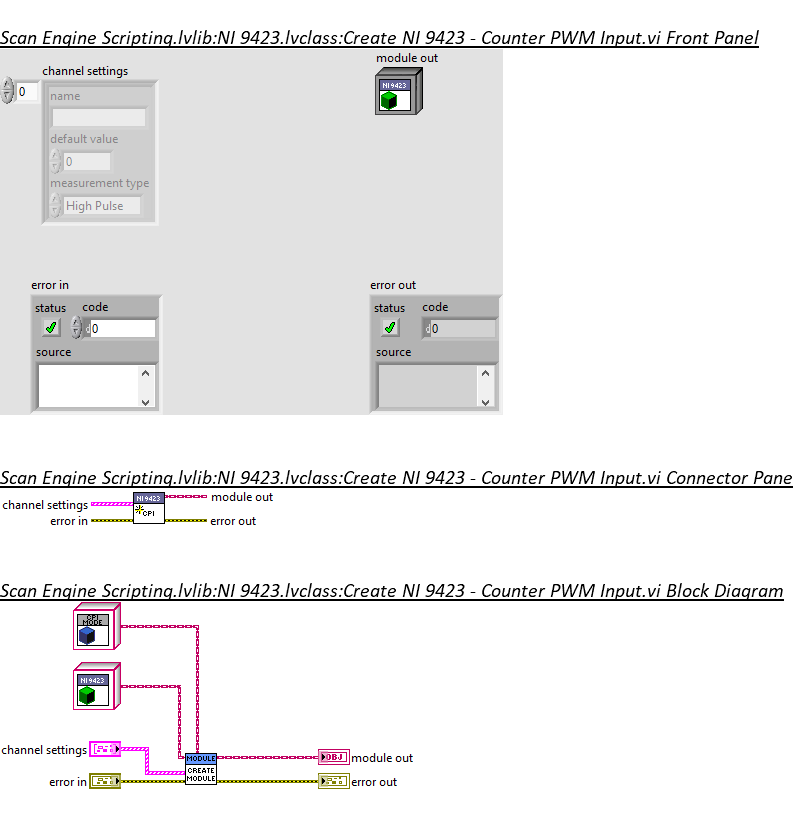 Scan Engine Scripting.lvlib:NI 9423.lvclass:Create NI 9423 - Counter PWM Input.vi Front Panel
channel settings
module out
0
NI 9423
name
default value
0
measurement type
High Pulse
error in
error out
status code
status code
d0
d0
source
source
Scan Engine Scripting.lvlib:NI 9423.lvclass:Create NI 9423 - Counter PWM Input.vi Connector Pane
channel settings
NI 9423
module out
CPI
error in
error out
Scan Engine Scripting.lvlib:NI 9423.lvclass:Create NI 9423 - Counter PWM Input.vi Block Diagram
CPI
MODE
NI 9423
channel settings
MODULE
OBJ
module out
CREATE
MODULE
error in
error out